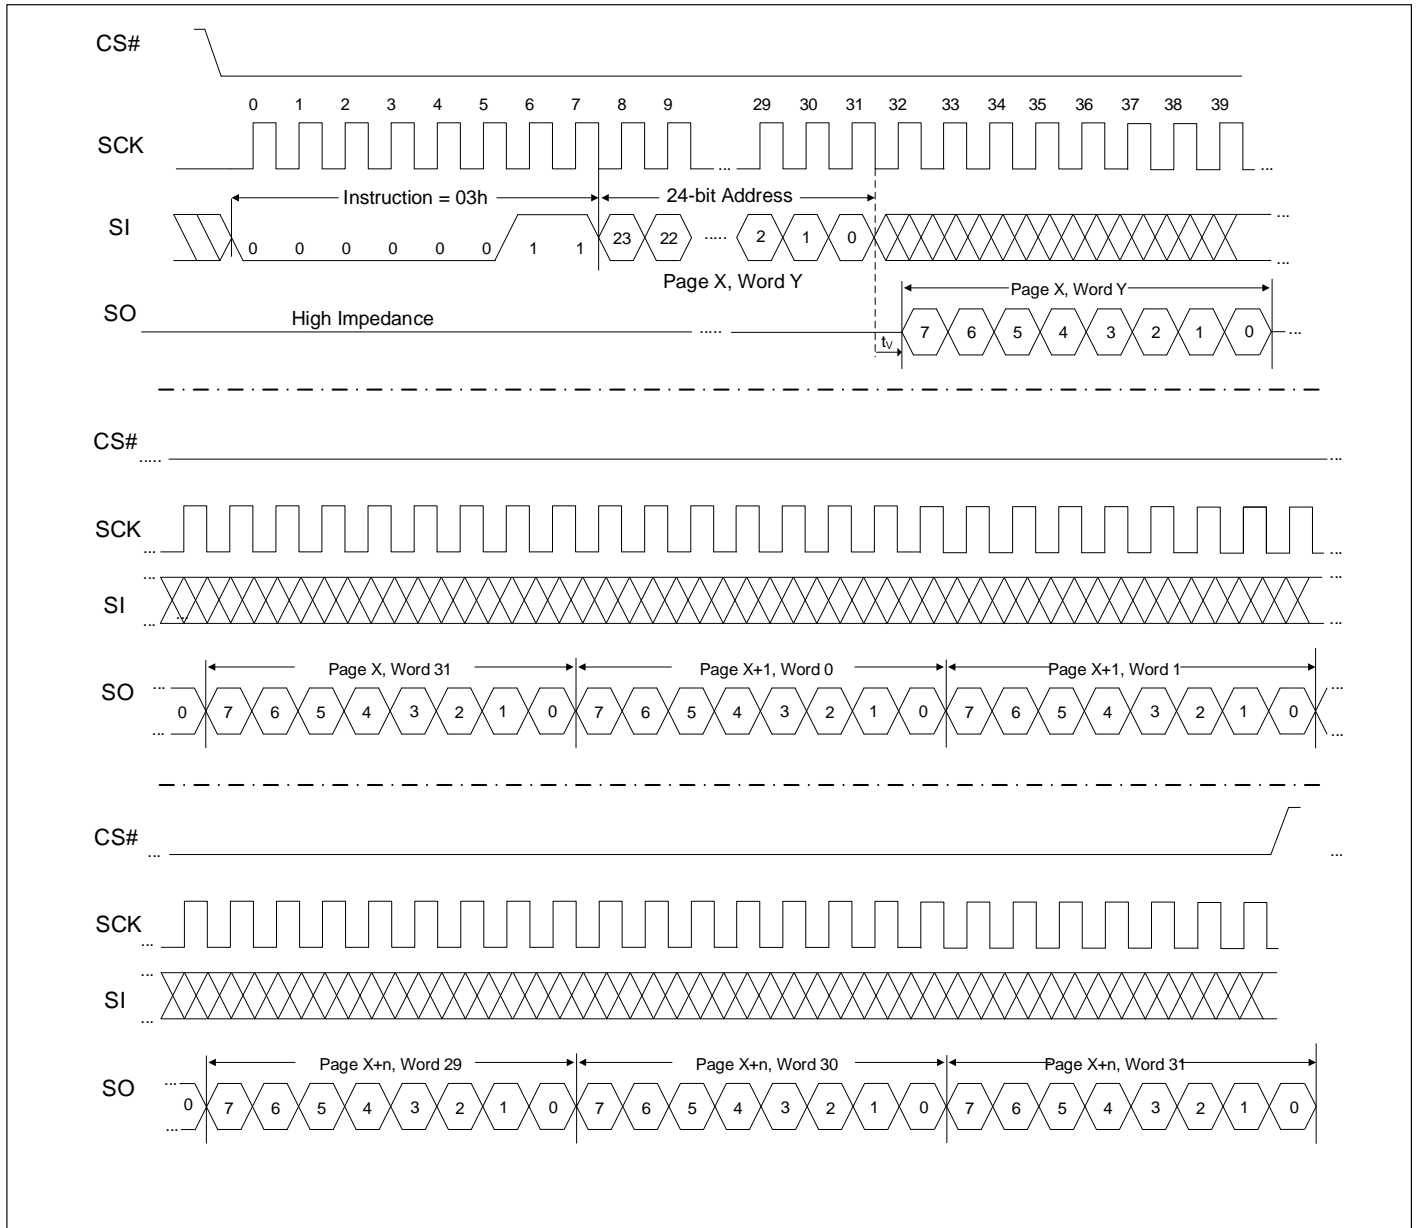 CS#
0 1 2 3 4 5 6 7 8 9 29 30 31 32 33 34 35 36 37 38 39
SCK ... ...
Instruction = 03h 24-bit Address
SI 0 0 0 0 0 0 1 1 23 22 ..... 2 1 0 ... ...
Page X, Word Y
Page X, Word Y
SO High Impedance ..... 7 6 5 4 3 2 1 0 ...
tV
CS# ..... ...
SCK ... ...
SI ... ... ... ... ...
Page X, Word 31 Page X+1, Word 0 Page X+1, Word 1
SO ... ... 0 7 6 5 4 3 2 1 0 7 6 5 4 3 2 1 0 7 6 5 4 3 2 1 0 ... ...
CS# ... ...
SCK ...
SI ... ...
Page X+n, Word 29 Page X+n, Word 30 Page X+n, Word 31
SO ... ... 0 7 6 5 4 3 2 1 0 7 6 5 4 3 2 1 0 7 6 5 4 3 2 1 0